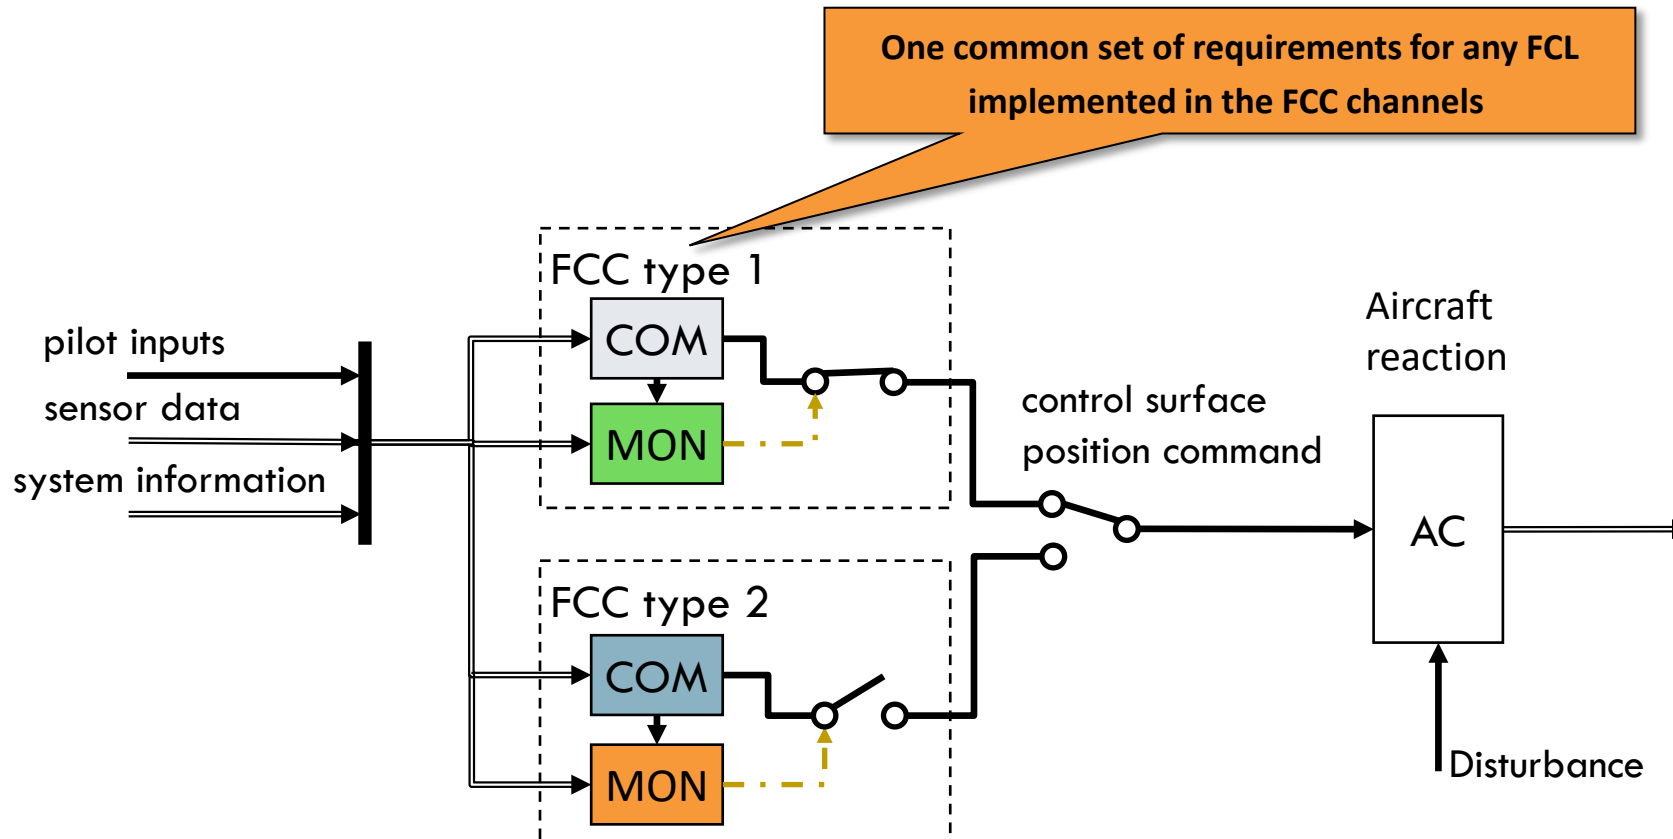 One common set of requirements for any FCL
implemented in the FCC channels
FCC type 1
COM
MON
pilot inputs
sensor data
system information
FCC type 2
COM
MON
control surface
position command
Aircraft
reaction
AC
Disturbance